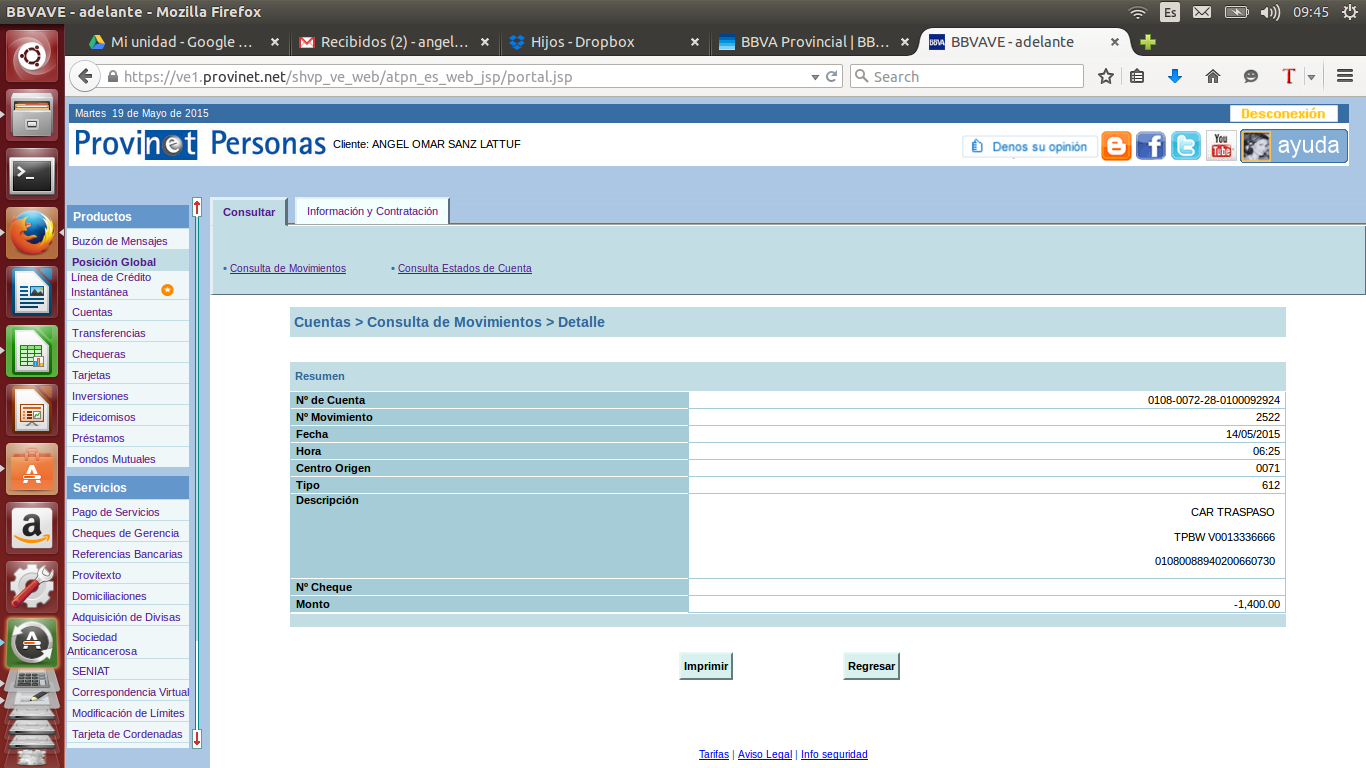 BBVAVE - adelante - Mozilla Firefox
Es
09:45
Mi unidad - Google ...
Recibidos (2) - angel...
Hijos - Dropbox
BBVA Provincial | BB...
BBVA BBVAVE - adelante
https://ve1.provinet.net/shvp_ve_web/atpn_es_web_jsp/portal.jsp
Search
Martes 19 de Mayo de 2015
Desconexión
Provinet Personas
Cliente: ANGEL OMAR SANZ LATTUF
Denos su opinión
You Tube
ayuda
Productos
Buzón de Mensajes
Posición Global
Línea de Crédito
Instantánea
Cuentas
Transferencias
Chequeras
Tarjetas
Inversiones
Fideicomisos
Préstamos
Fondos Mutuales
Servicios
Pago de Servicios
Cheques de Gerencia
Referencias Bancarias
Provitexto
Domiciliaciones
Adquisición de Divisas
Sociedad
Anticancerosa
SENIAT
Correspondencia Virtual
Modificación de Límites
Tarjeta de Cordenadas
Consultar
Información y Contratación
• Consulta de Movimientos
• Consulta Estados de Cuenta
Cuentas > Consulta de Movimientos > Detalle
Resumen
Nº de Cuenta 0108-0072-28-0100092924
Nº Movimiento 2522
Fecha 14/05/2015
Hora 06:25
Centro Origen 0071
Tipo 612
Descripción
CAR TRASPASO
TPBW V0013336666
01080088940200660730
Nº Cheque
Monto -1,400.00
Imprimir
Regresar
Tarifas | Aviso Legal | Info seguridad